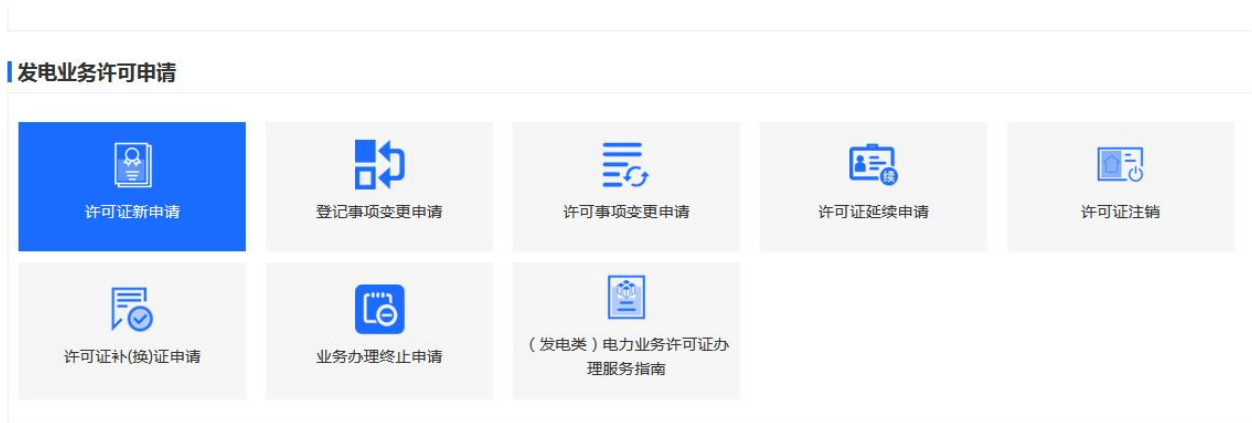 发电业务许可申请
许可证新申请
登记事项变更申请
许可事项变更申请
许可证延续申请
许可证注销
许可证补(换)证申请
业务办理终止申请
（发电类）电力业务许可证办
理服务指南
续